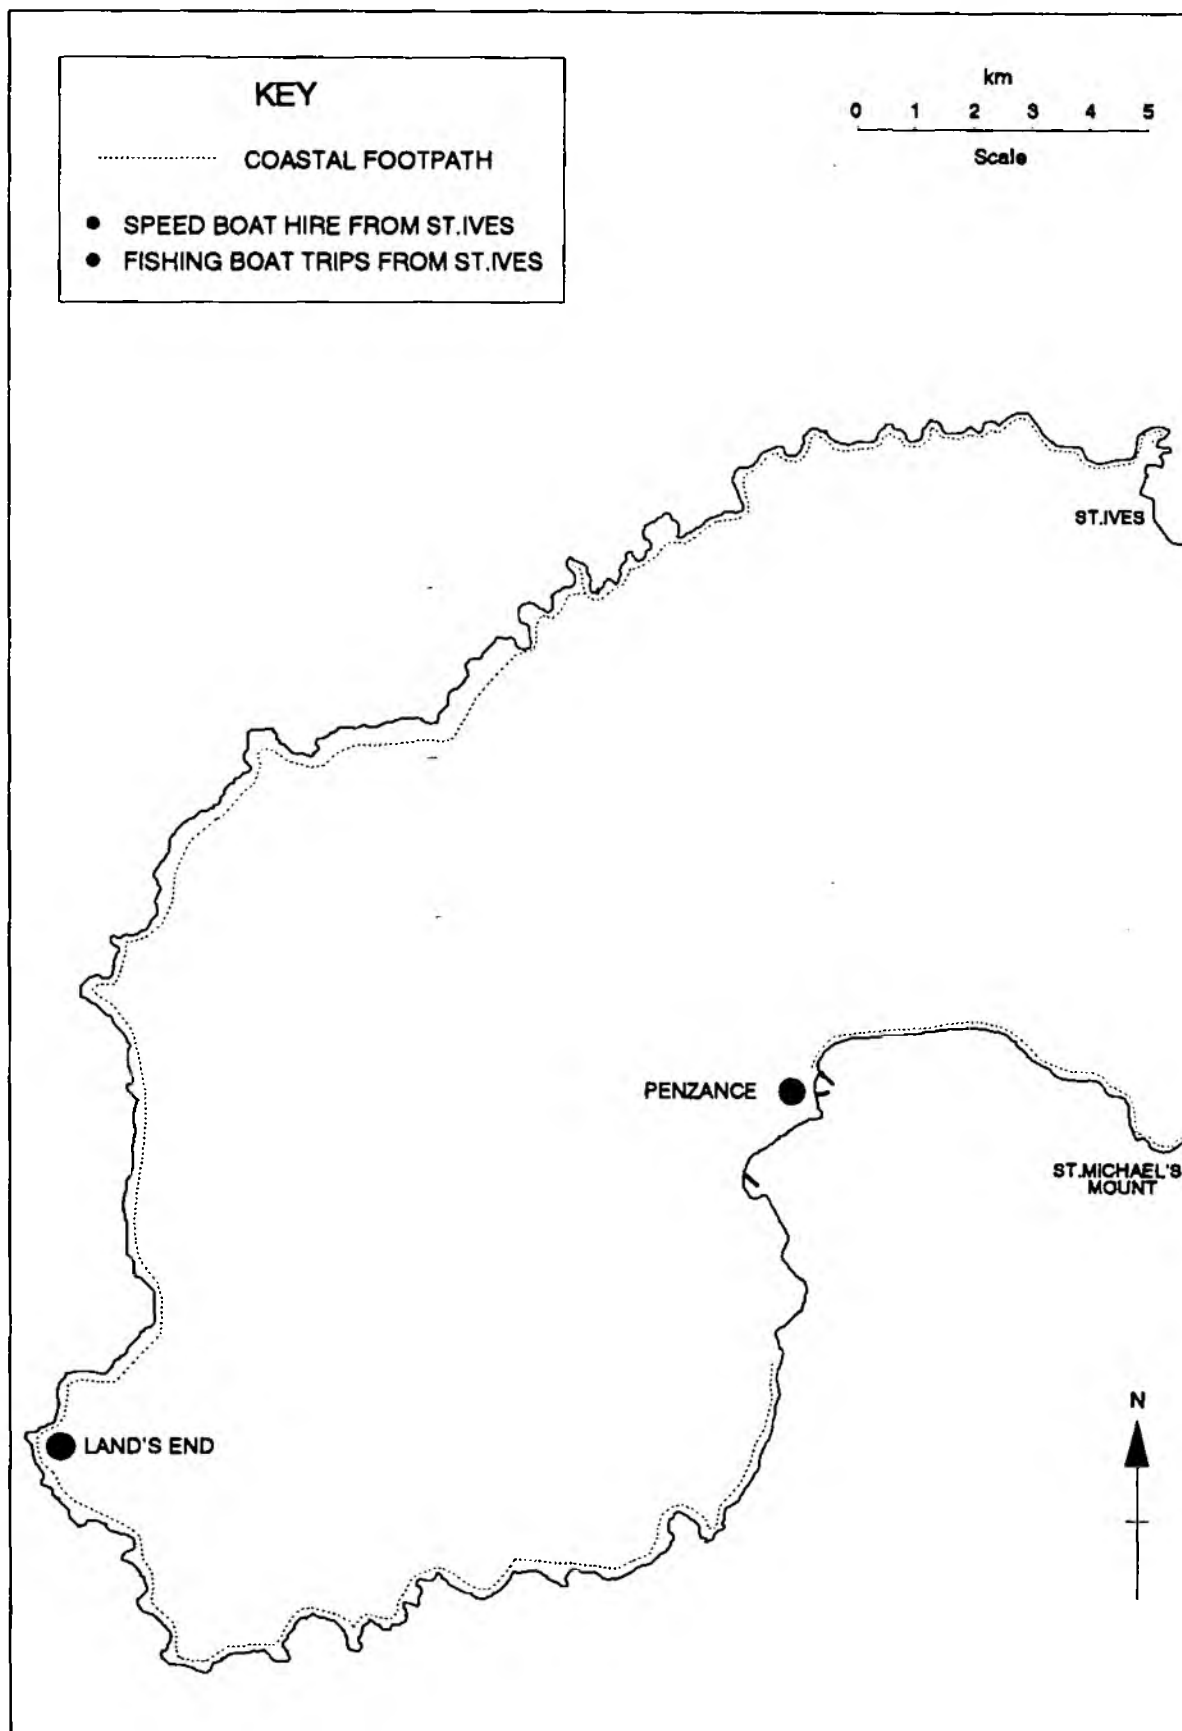 KEY
COASTAL FOOTPATH
SPEED BOAT HIRE FROM ST.IVES
FISHING BOAT TRIPS FROM ST.IVES
km
0 1 2 3 4 5
Scale
ST.IVES
PENZANCE
ST.MICHAEL'S
MOUNT
LAND'S END
N